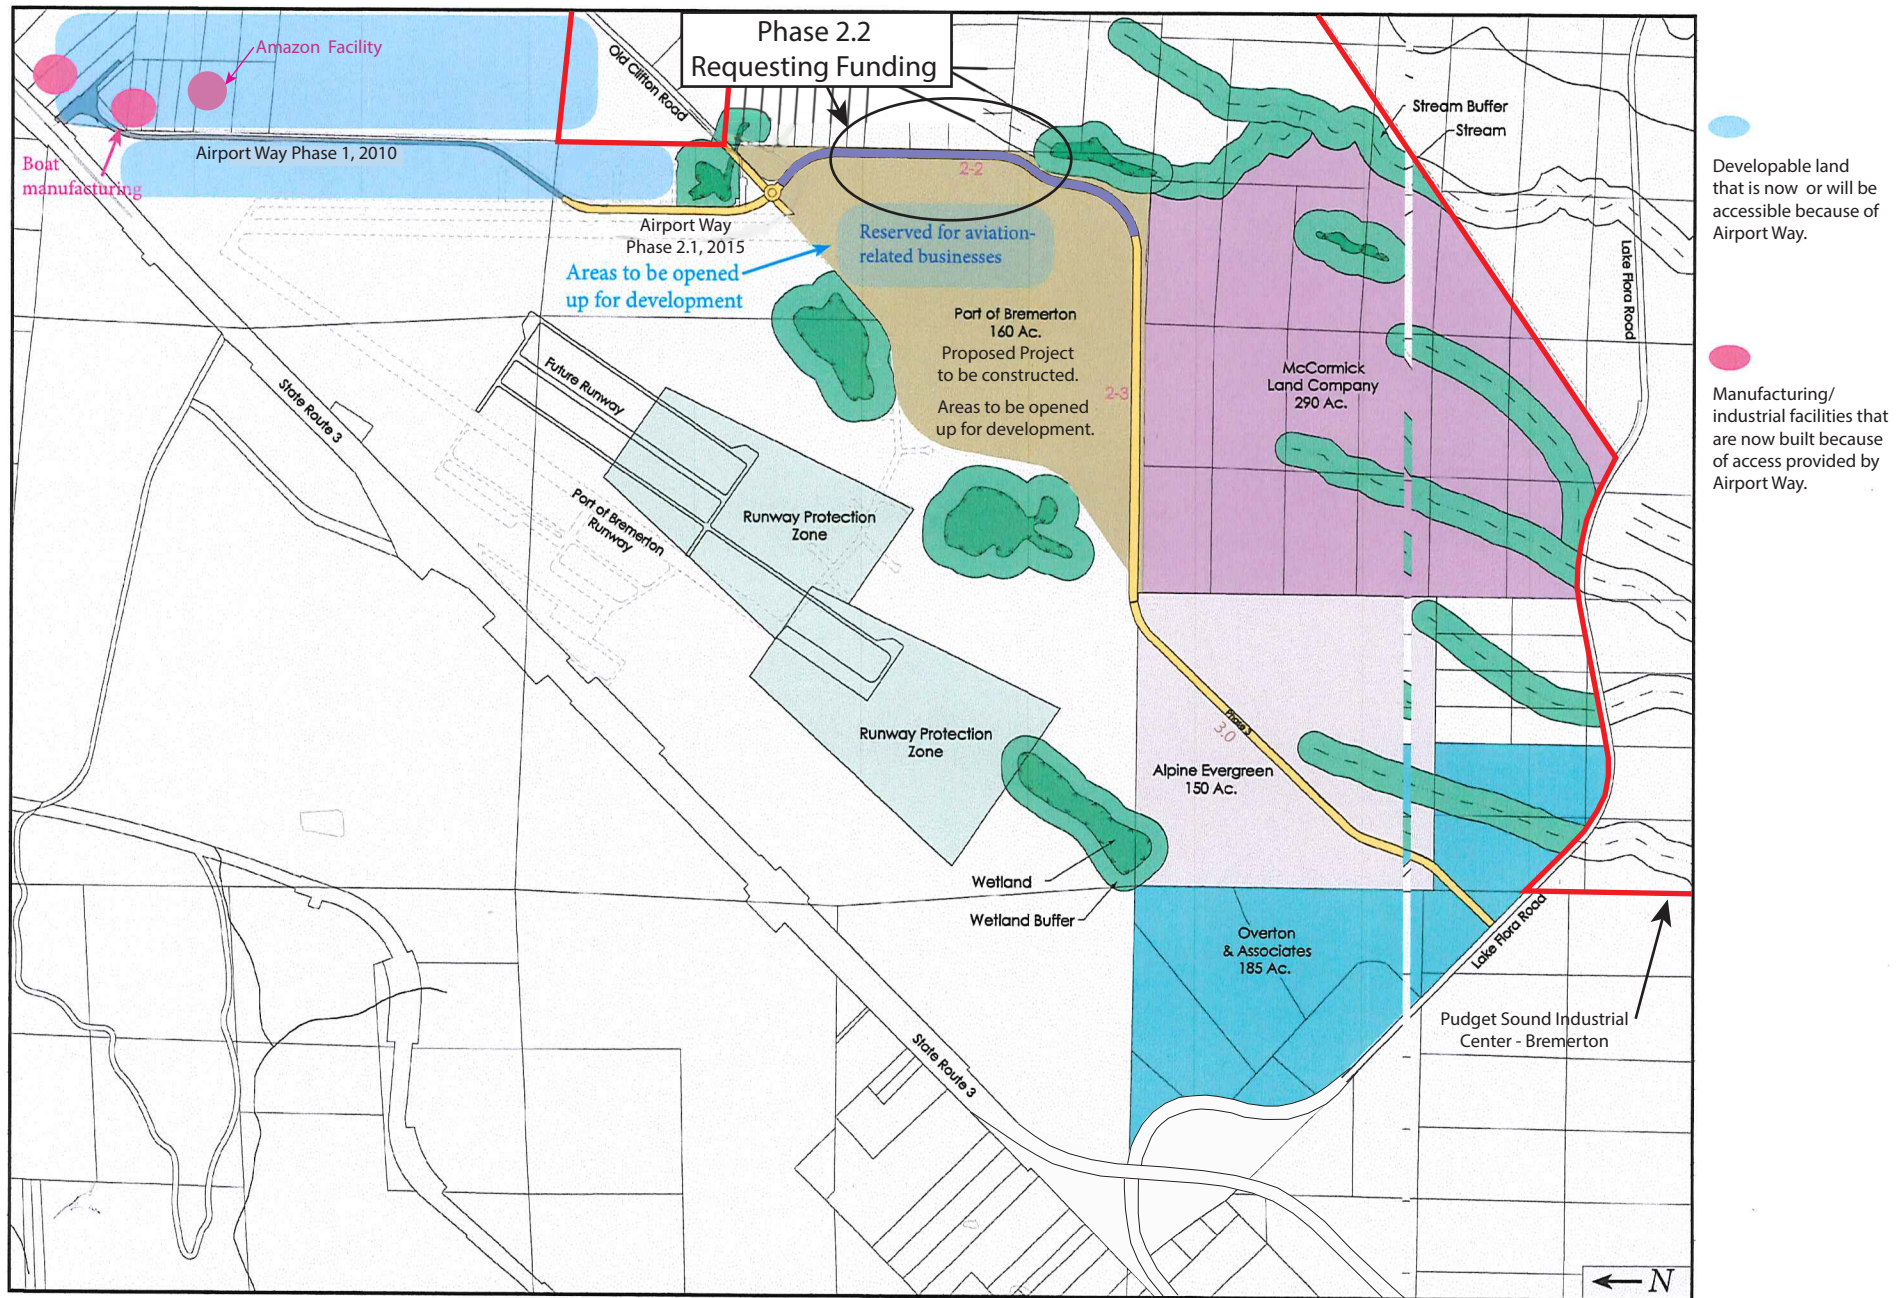 Phase 2.2
Requesting Funding
Amazon Facility
Old Clifton Road
Boat
manufacturing
Airport Way Phase 1, 2010
Airport Way
Phase 2.1, 2015
Areas to be opened
up for development
Reserved for aviation-
related businesses
2-2
Stream Buffer
Stream
Lake Flora Road
Port of Bremerton
160 Ac.
Proposed Project
to be constructed.
Areas to be opened
up for development.
2-3
McCormick
Land Company
290 Ac.
State Route 3
Future Runway
Port of Bremerton
Runway
Runway Protection
Zone
Runway Protection
Zone
Phase 3
3.0
Alpine Evergreen
150 Ac.
Wetland
Wetland Buffer
Overton
& Associates
185 Ac.
Lake Flora Road
Pudget Sound Industrial
Center - Bremerton
State Route 3
N
Developable land
that is now or will be
accessible because of
Airport Way.
Manufacturing/
industrial facilities that
are now built because
of access provided by
Airport Way.